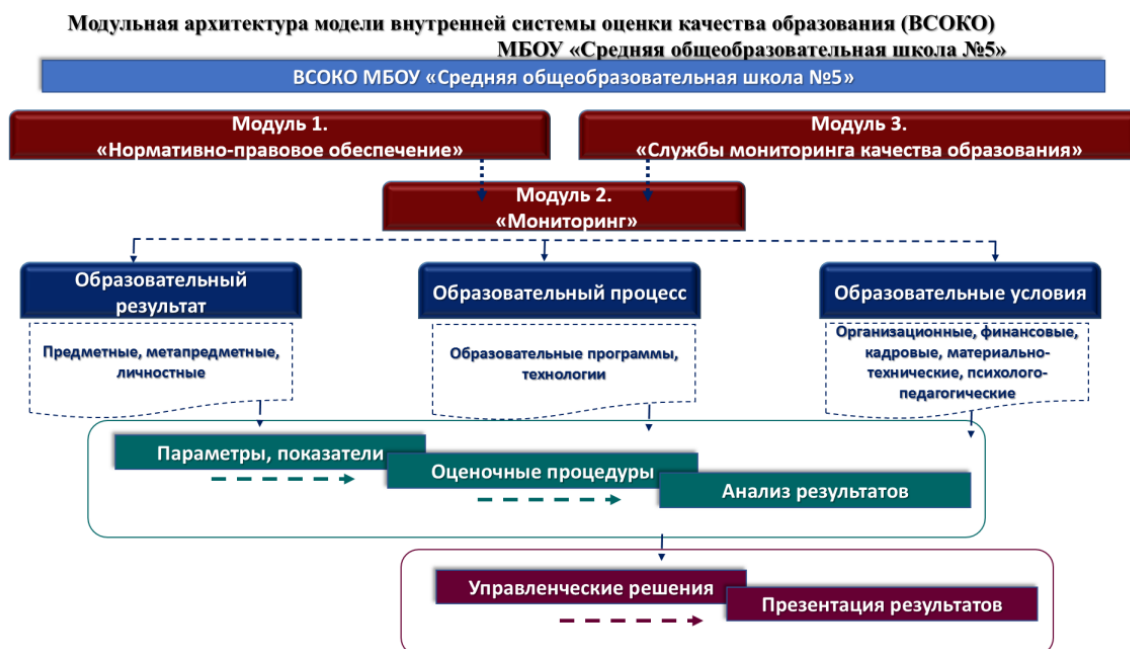 Модульная архитектура модели внутренней системы оценки качества образования (ВСОКО)
МБОУ «Средняя общеобразовательная школа №5»
ВСОКО МБОУ «Средняя общеобразовательная школа №5»
Модуль 1.
«Нормативно-правовое обеспечение»
Модуль 3.
«Службы мониторинга качества образования»
Модуль 2.
«Мониторинг»
Образовательный
результат
Образовательный процесс
Образовательные условия
Предметные, метапредметные,
личностные
Образовательные программы,
технологии
Организационные, финансовые,
кадровые, материально-
технические, психолого-
педагогические
Параметры, показатели
Оценочные процедуры
Анализ результатов
Управленческие решения
Презентация результатов